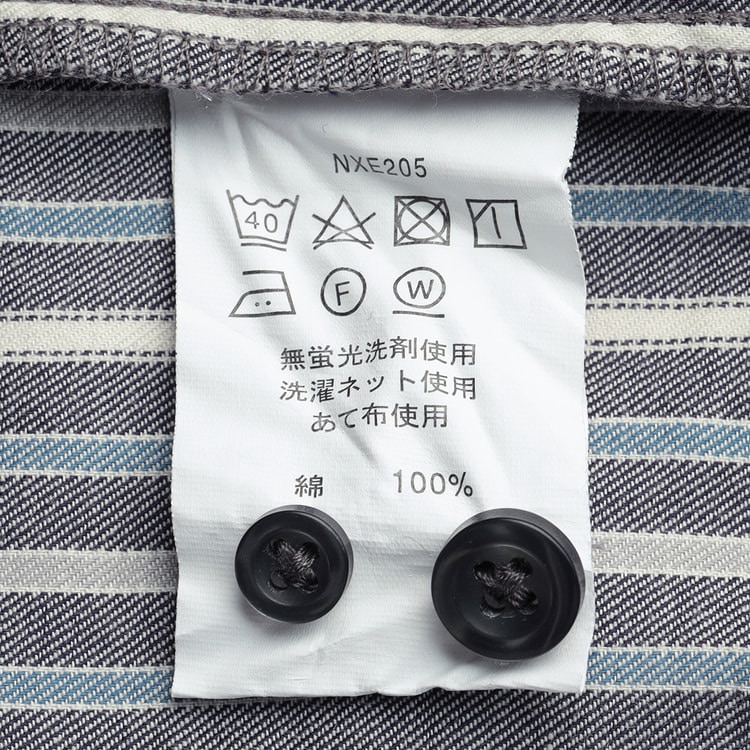 NXE205
40
F W
無蛍光洗剤使用
洗濯ネット使用
あて布使用
綿 100%